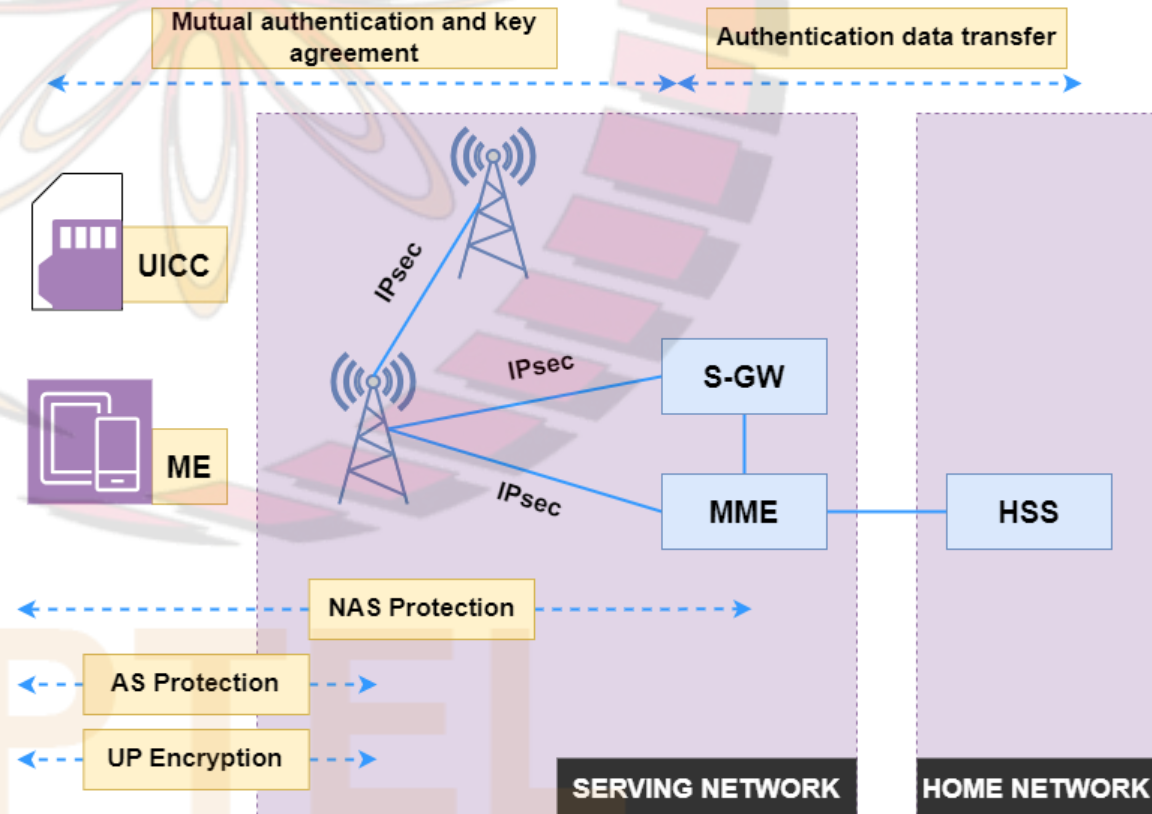 Mutual authentication and key
agreement
Authentication data transfer
UICC
IPsec
IPsec
S-GW
ME
IPsec
MME
HSS
NAS Protection
AS Protection
UP Encryption
SERVING NETWORK
HOME NETWORK
PTEL